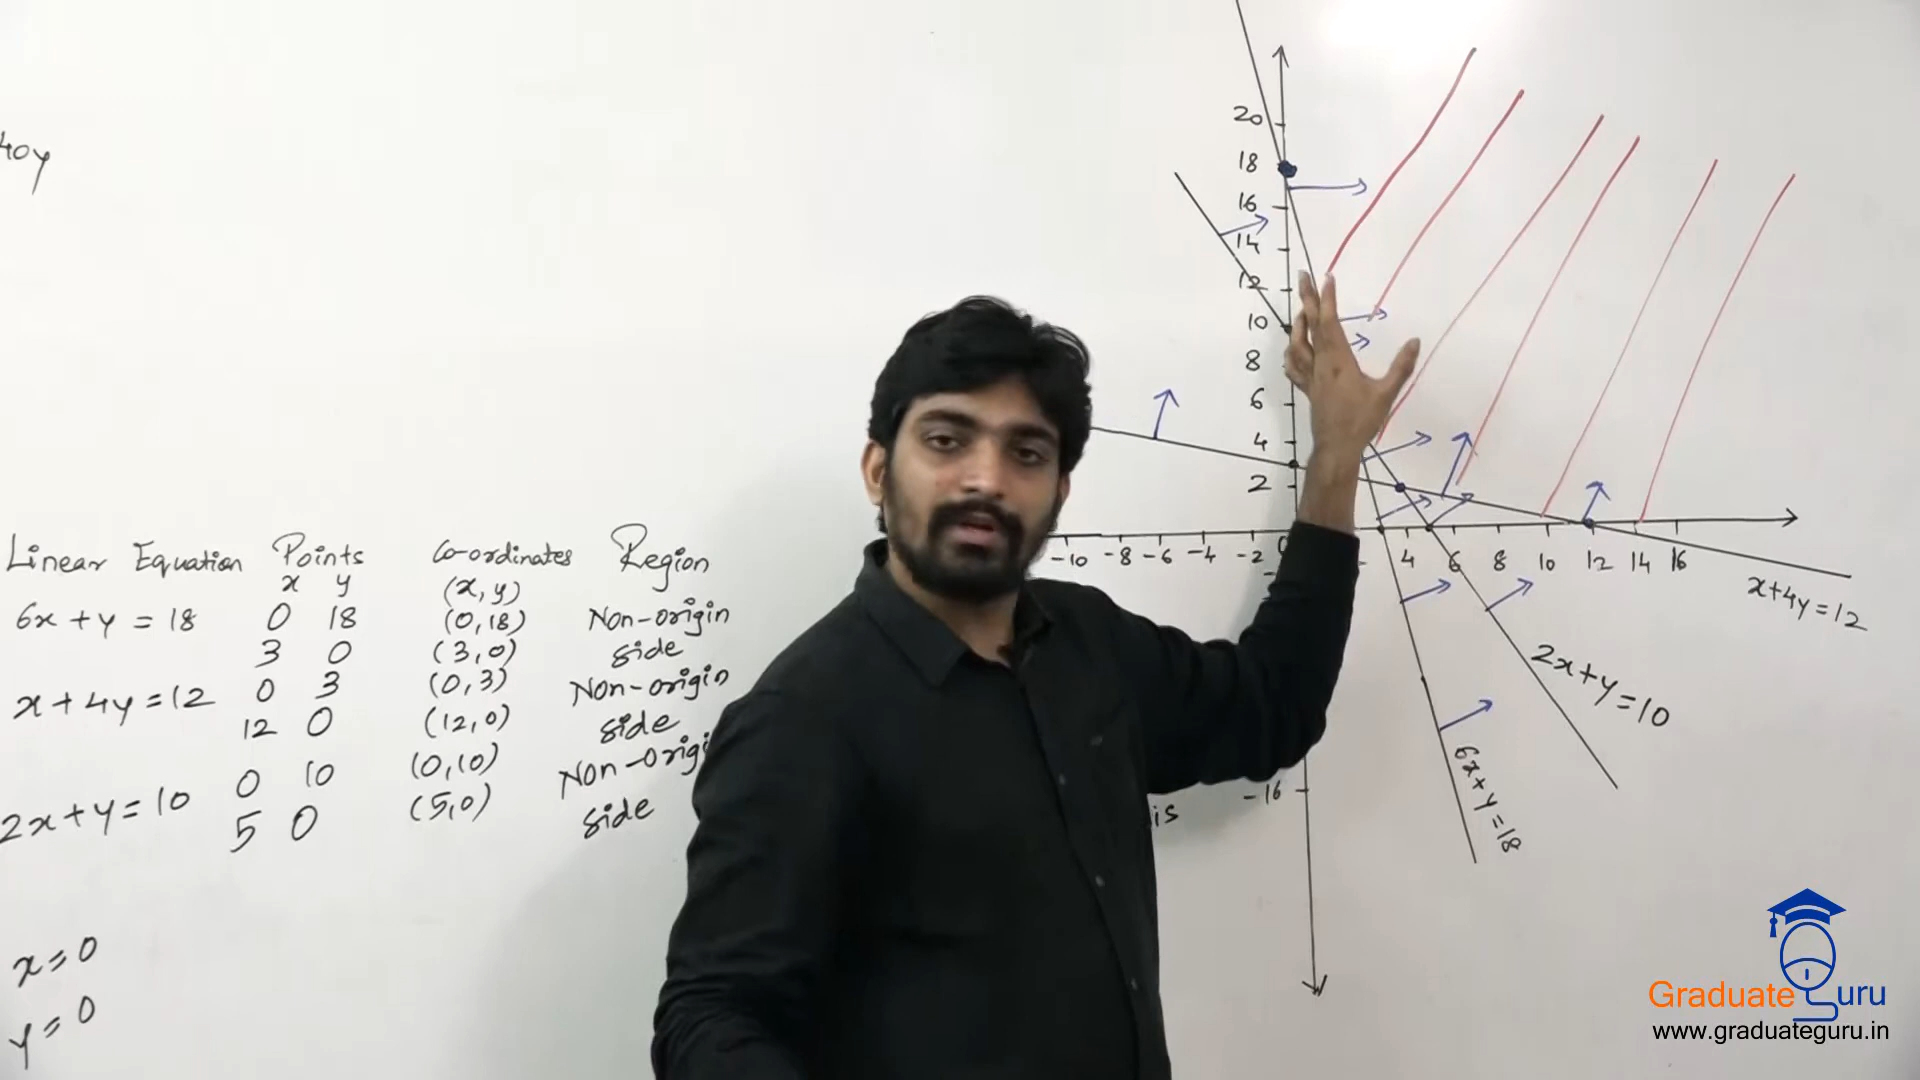 40y
Linear Equation Points Co-ordinates Region
x y (x,y)
6x + y = 18 0 18 (0,18) Non-origin
3 0 (3,0) side
x + 4y = 12 0 3 (0,3) Non-origin
12 0 (12,0) side
2x + y = 10 0 10 (0,10) Non-origi
5 0 (5,0) side
x = 0
y = 0
20
18
16
14
12
10
8
6
4
2
-10 -8 -6 -4 -2 0 4 6 8 10 12 14 16
-16
is
x+4y=12
2x+y=10
6x+y=18
Graduate Guru
www.graduateguru.in